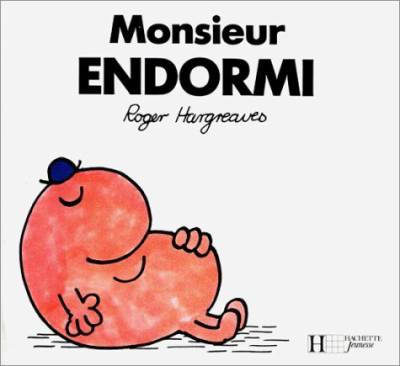 Monsieur
ENDORMI
Roger Hargreaves
H HACHETTE
Jeunesse